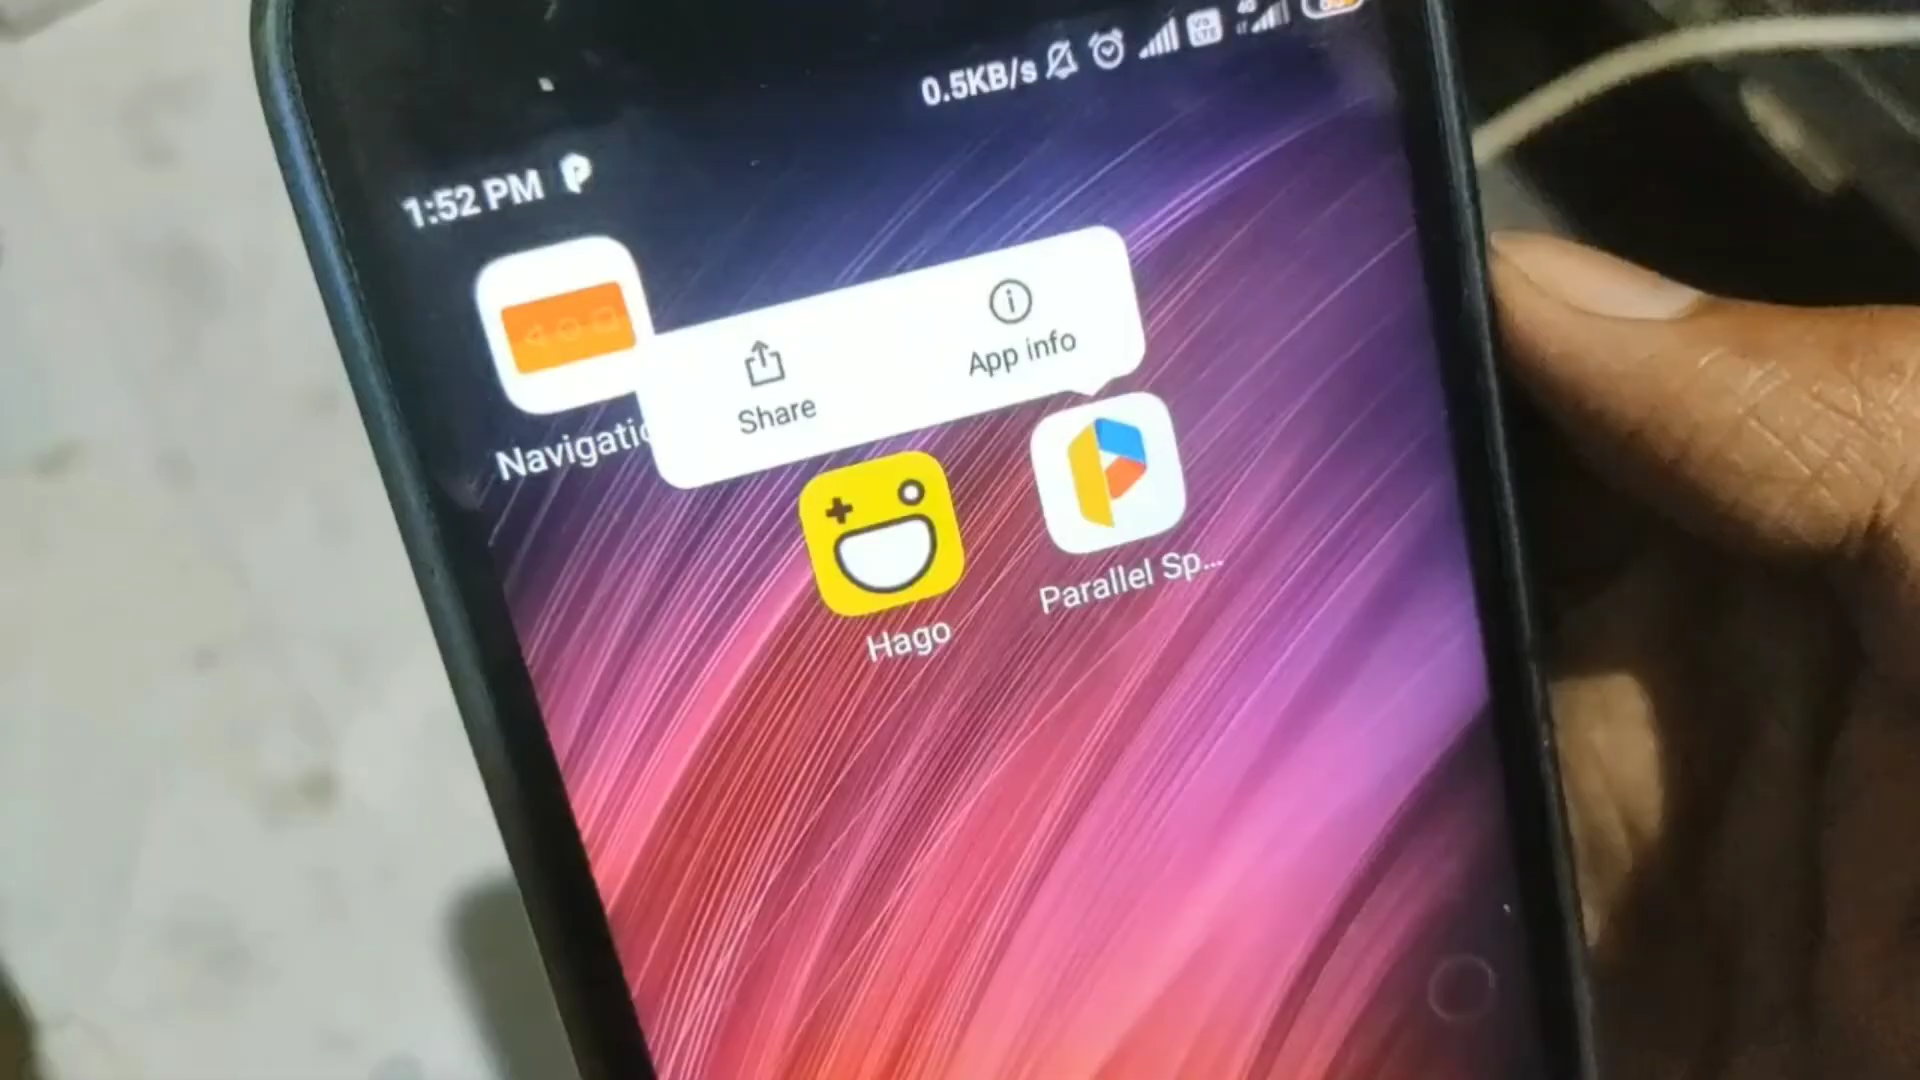 0.5KB/s
1:52 PM
Share
App info
Navigatio
Hago
Parallel Sp...